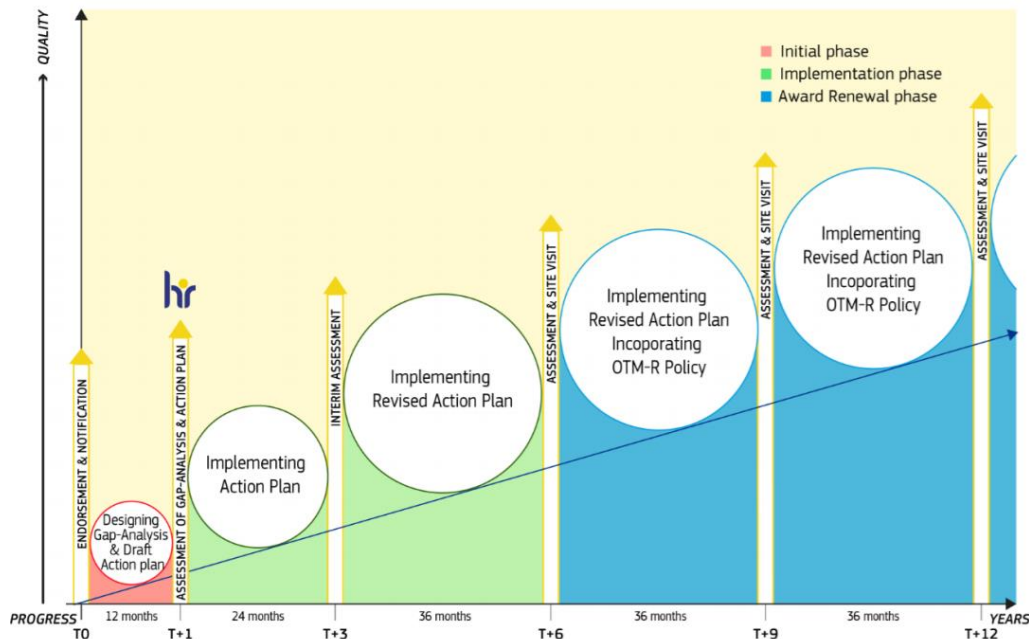 QUALITY
Initial phase
Implementation phase
Award Renewal phase
ENDORSEMENT & NOTIFICATION
Designing
Gap-Analysis
& Draft
Action plan
hr
ASSESSMENT OF GAP-ANALYSIS & ACTION PLAN
Implementing
Action Plan
INTERIM ASSESSMENT
Implementing
Revised Action Plan
ASSESSMENT & SITE VISIT
Implementing
Revised Action Plan
Incoporating
OTM-R Policy
ASSESSMENT & SITE VISIT
Implementing
Revised Action Plan
Incoporating
OTM-R Policy
ASSESSMENT & SITE VISIT
PROGRESS 12 months 24 months 36 months 36 months 36 months YEARS
T0 T+1 T+3 T+6 T+9 T+12